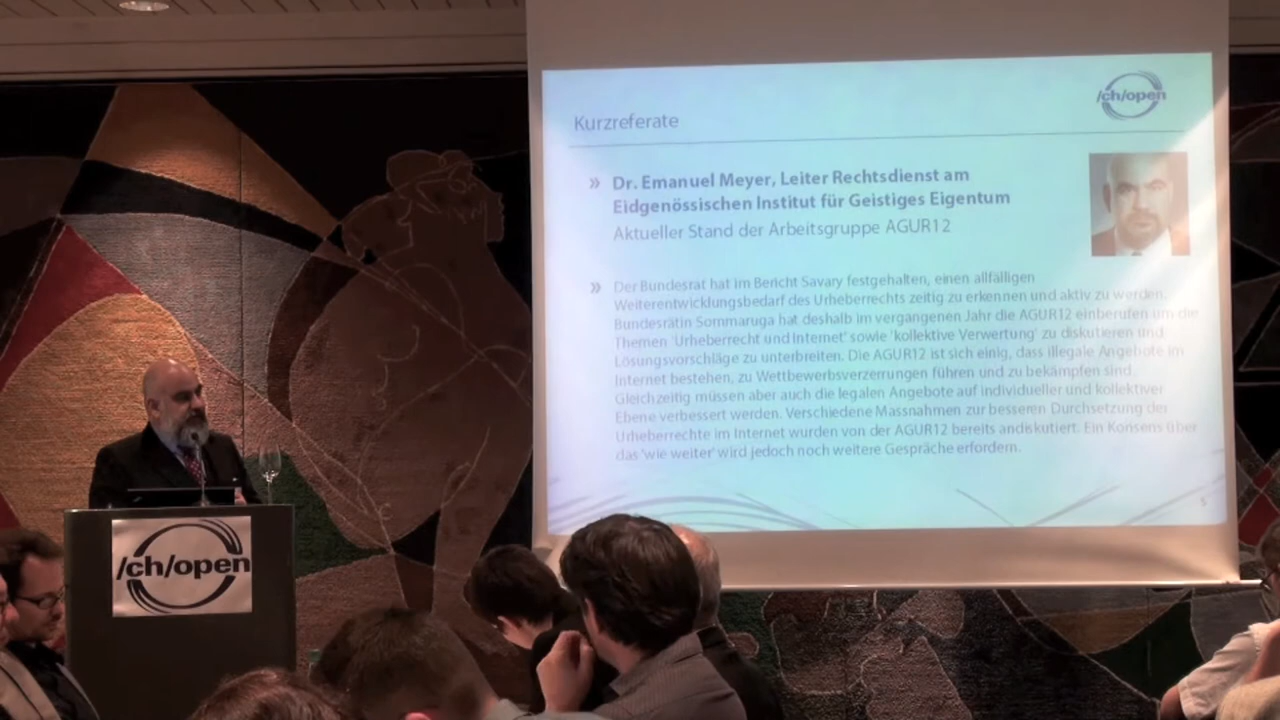 /ch/open
Kurzreferate
» Dr. Emanuel Meyer, Leiter Rechtsdienst am
Eidgenössischen Institut für Geistiges Eigentum
Aktueller Stand der Arbeitsgruppe AGUR12
» Der Bundesrat hat im Bericht Savary festgehalten, einen allfälligen
Weiterentwicklungsbedarf des Urheberrechts zeitig zu erkennen und aktiv zu werden.
Bundesrätin Sommaruga hat deshalb im vergangenen Jahr die AGUR12 einberufen um die
Themen 'Urheberrecht und Internet' sowie 'kollektive Verwertung' zu diskutieren und
Lösungsvorschläge zu unterbreiten. Die AGUR12 ist sich einig, dass illegale Angebote im
Internet bestehen, zu Wettbewerbsverzerrungen führen und zu bekämpfen sind.
Gleichzeitig müssen aber auch die legalen Angebote auf individueller und kollektiver
Ebene verbessert werden. Verschiedene Massnahmen zur besseren Durchsetzung der
Urheberrechte im Internet wurden von der AGUR12 bereits andiskutiert. Ein Konsens über
das 'wie weiter' wird jedoch noch weitere Gespräche erfordern.
5
/ch/open